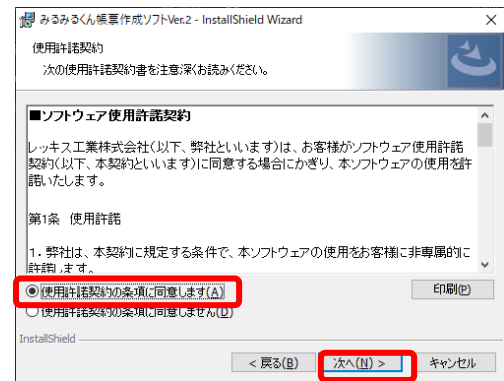 みるみるくん帳票作成ソフトVer.2 - InstallShield Wizard
使用許諾契約
次の使用許諾契約書を注意深くお読みください。
■ソフトウェア使用許諾契約
レッキス工業株式会社(以下、弊社といいます)は、お客様がソフトウェア使用許諾
契約(以下、本契約といいます)に同意する場合にかぎり、本ソフトウェアの使用を許
諾いたします。
第1条 使用許諾
1.弊社は、本契約に規定する条件で、本ソフトウェアの使用をお客様に非専属的に
許諾します。
使用許諾契約の条項に同意します(A)
印刷(P)
使用許諾契約の条項に同意しません(D)
InstallShield
< 戻る(B)
次へ(N) >
キャンセル